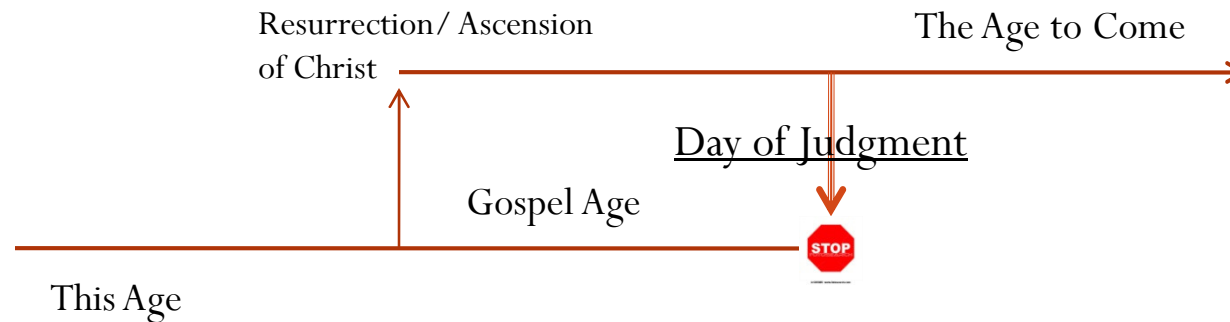 Resurrection/ Ascension
of Christ
The Age to Come
Day of Judgment
Gospel Age
STOP
This Age